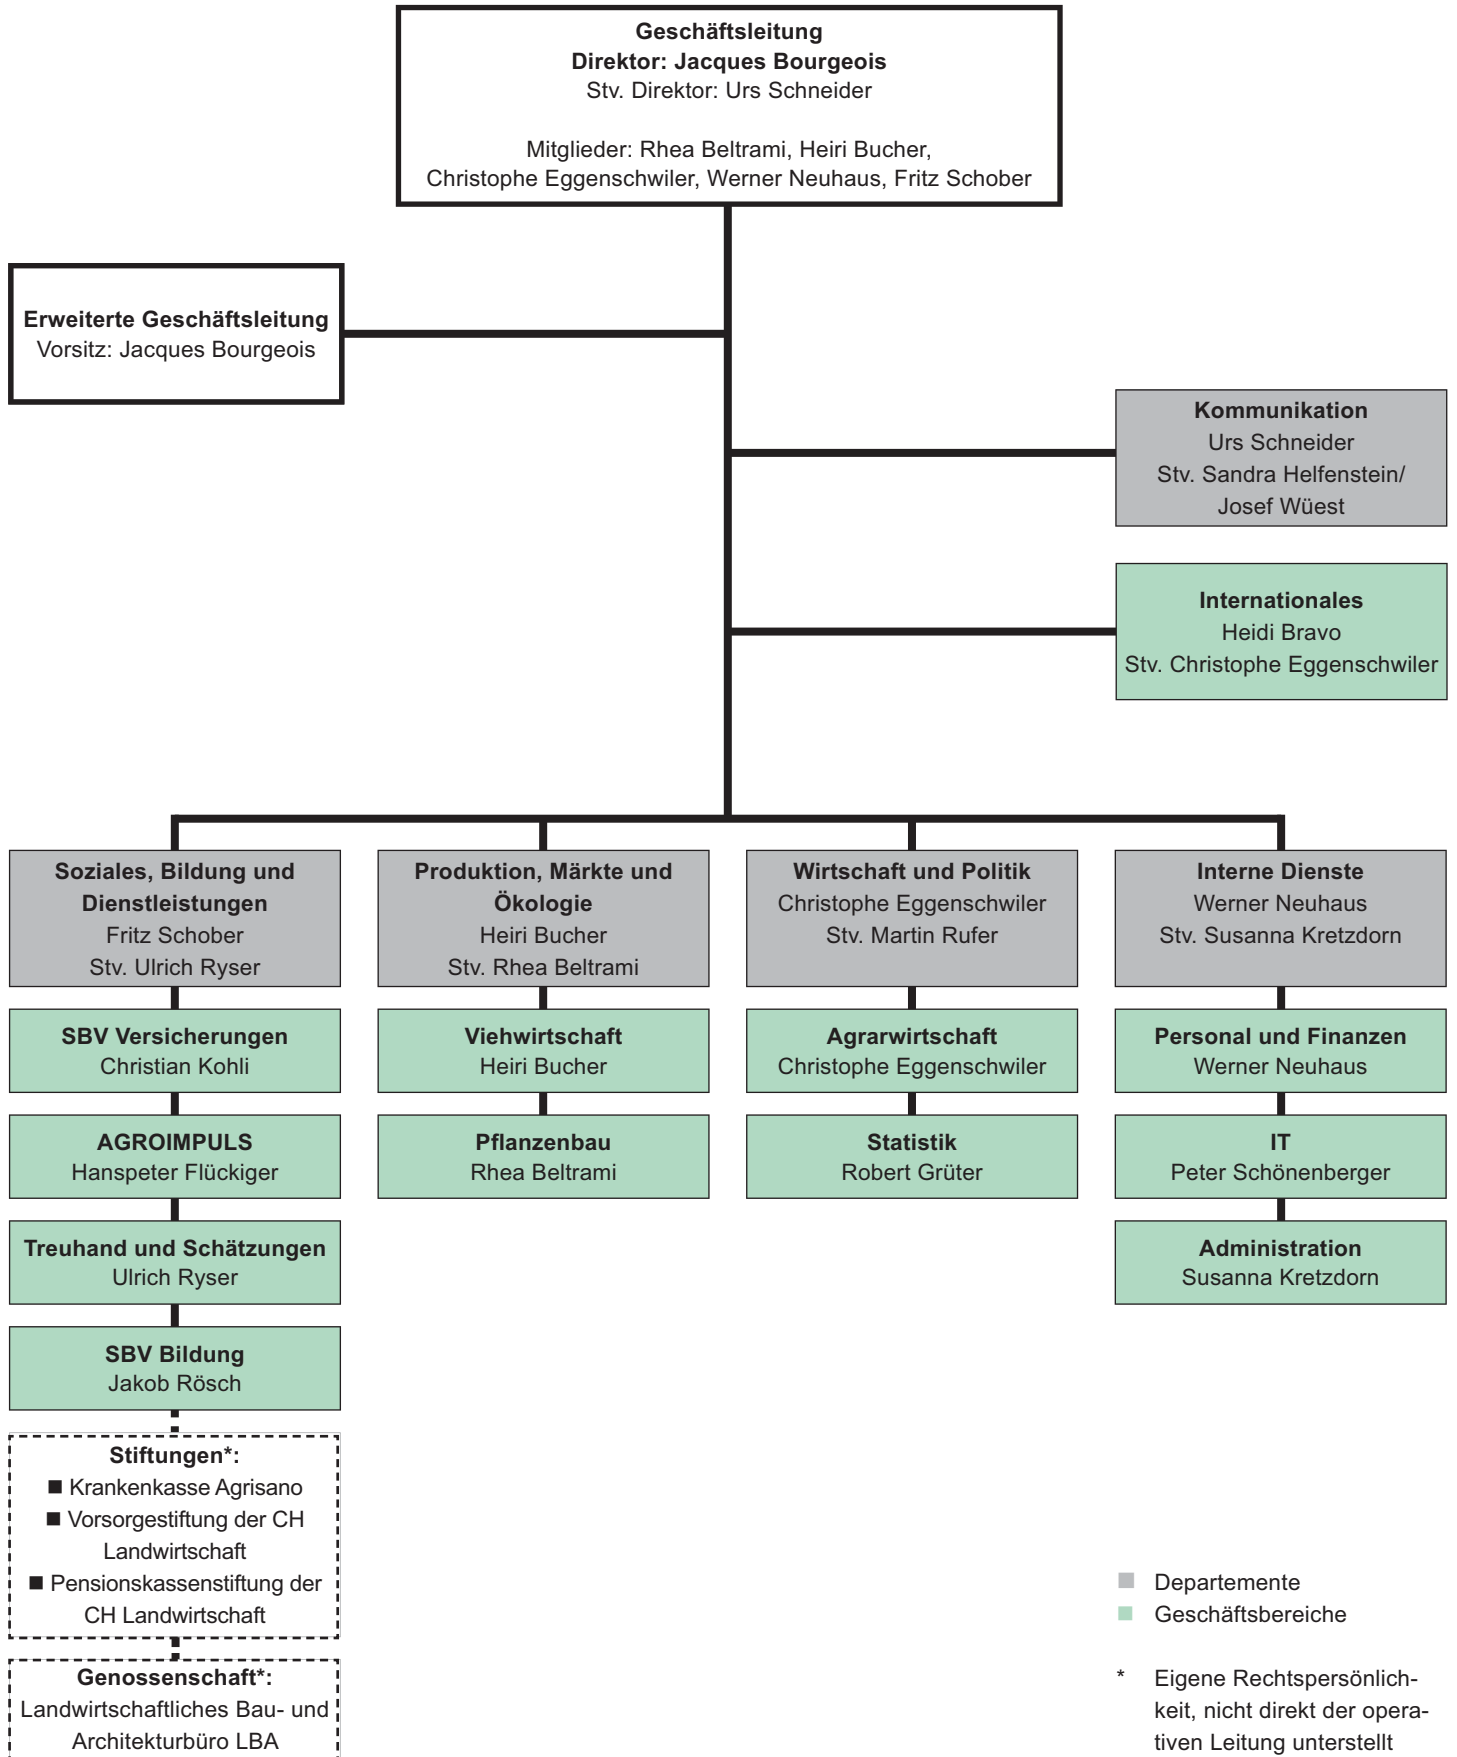 Geschäftsleitung
Direktor: Jacques Bourgeois
Stv. Direktor: Urs Schneider
Mitglieder: Rhea Beltrami, Heiri Bucher,
Christophe Eggenschwiler, Werner Neuhaus, Fritz Schober
Erweiterte Geschäftsleitung
Vorsitz: Jacques Bourgeois
Kommunikation
Urs Schneider
Stv. Sandra Helfenstein/
Josef Wüest
Internationales
Heidi Bravo
Stv. Christophe Eggenschwiler
Soziales, Bildung und
Dienstleistungen
Fritz Schober
Stv. Ulrich Ryser
SBV Versicherungen
Christian Kohli
AGROIMPULS
Hanspeter Flückiger
Treuhand und Schätzungen
Ulrich Ryser
SBV Bildung
Jakob Rösch
Stiftungen*:
■ Krankenkasse Agrisano
■ Vorsorgestiftung der CH
Landwirtschaft
■ Pensionskassenstiftung der
CH Landwirtschaft
Genossenschaft*:
Landwirtschaftliches Bau- und
Architekturbüro LBA
Produktion, Märkte und
Ökologie
Heiri Bucher
Stv. Rhea Beltrami
Viehwirtschaft
Heiri Bucher
Pflanzenbau
Rhea Beltrami
Wirtschaft und Politik
Christophe Eggenschwiler
Stv. Martin Rufer
Agrarwirtschaft
Christophe Eggenschwiler
Statistik
Robert Grüter
Interne Dienste
Werner Neuhaus
Stv. Susanna Kretzdorn
Personal und Finanzen
Werner Neuhaus
IT
Peter Schönenberger
Administration
Susanna Kretzdorn
Departemente
Geschäftsbereiche
* Eigene Rechtspersönlich-
keit, nicht direkt der opera-
tiven Leitung unterstellt